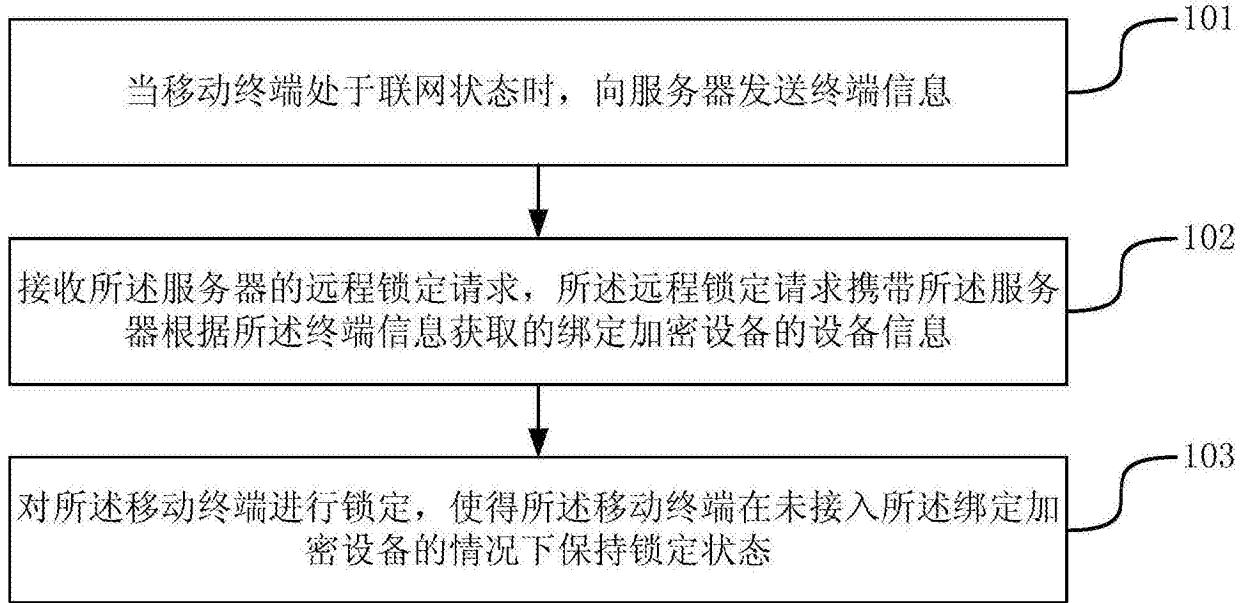 101
当移动终端处于联网状态时，向服务器发送终端信息
102
接收所述服务器的远程锁定请求，所述远程锁定请求携带所述服务
器根据所述终端信息获取的绑定加密设备的设备信息
103
对所述移动终端进行锁定，使得所述移动终端在未接入所述绑定加
密设备的情况下保持锁定状态